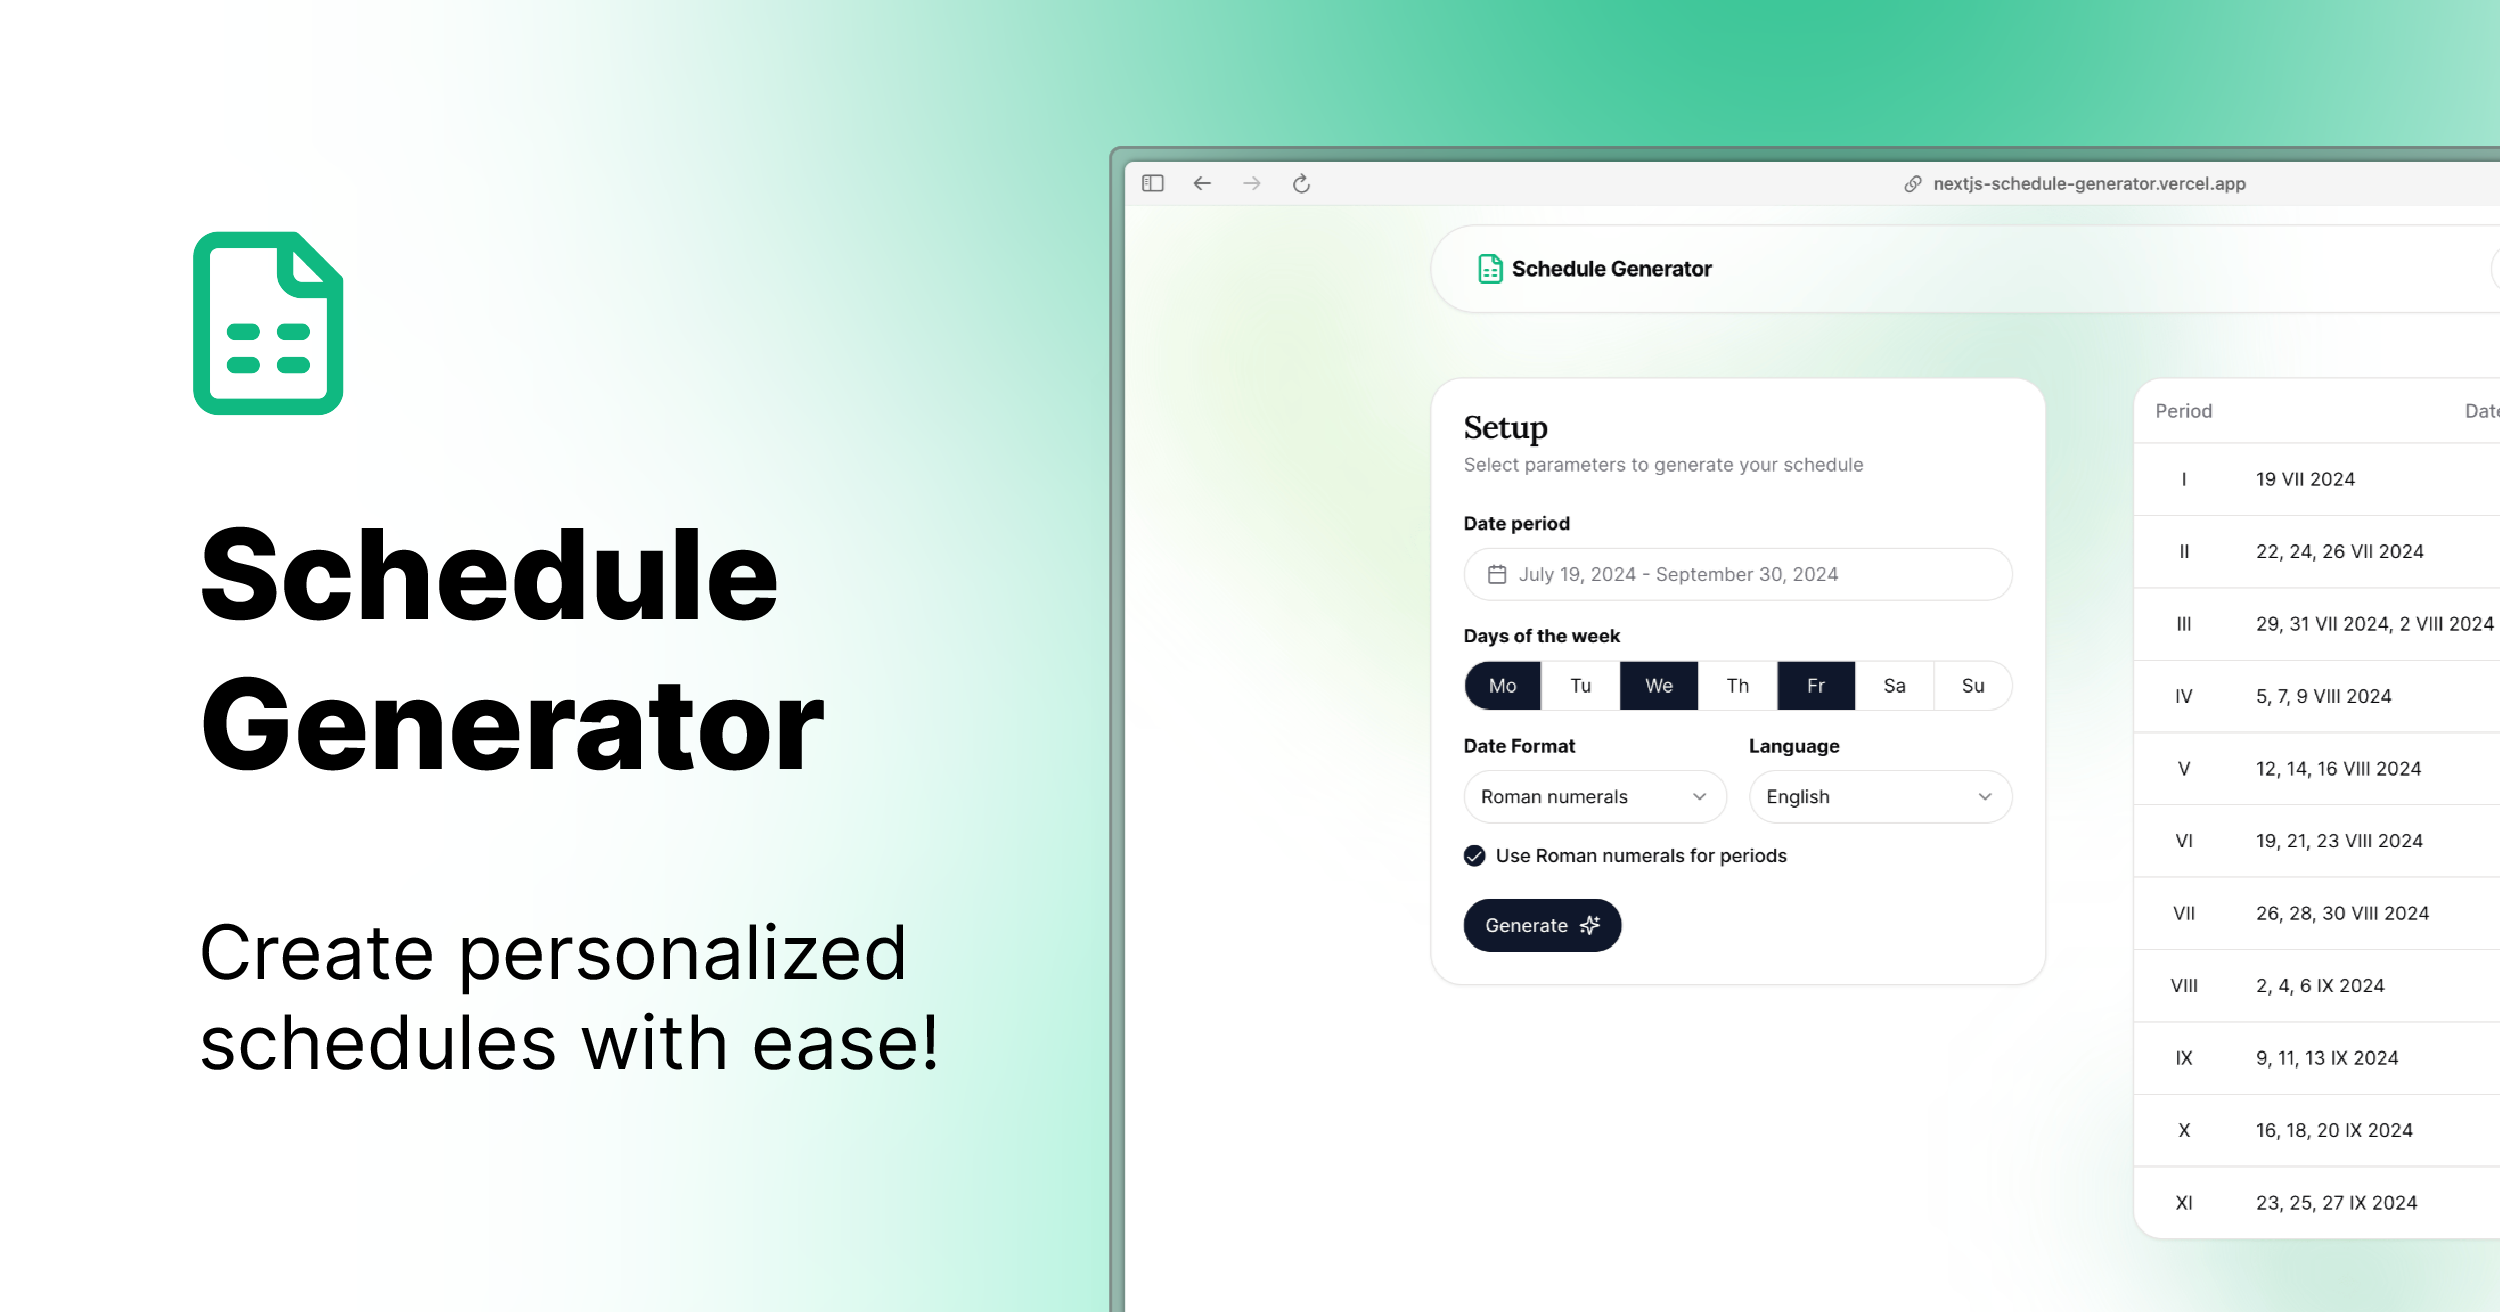 Schedule
Generator
Create personalized
schedules with ease!
nextjs-schedule-generator.vercel.app
Schedule Generator
Setup
Select parameters to generate your schedule
Date period
July 19, 2024 - September 30, 2024
Days of the week
Mo Tu We Th Fr Sa Su
Date Format Language
Roman numerals English
Use Roman numerals for periods
Generate
Period Date
I 19 VII 2024
II 22, 24, 26 VII 2024
III 29, 31 VII 2024, 2 VIII 2024
IV 5, 7, 9 VIII 2024
V 12, 14, 16 VIII 2024
VI 19, 21, 23 VIII 2024
VII 26, 28, 30 VIII 2024
VIII 2, 4, 6 IX 2024
IX 9, 11, 13 IX 2024
X 16, 18, 20 IX 2024
XI 23, 25, 27 IX 2024